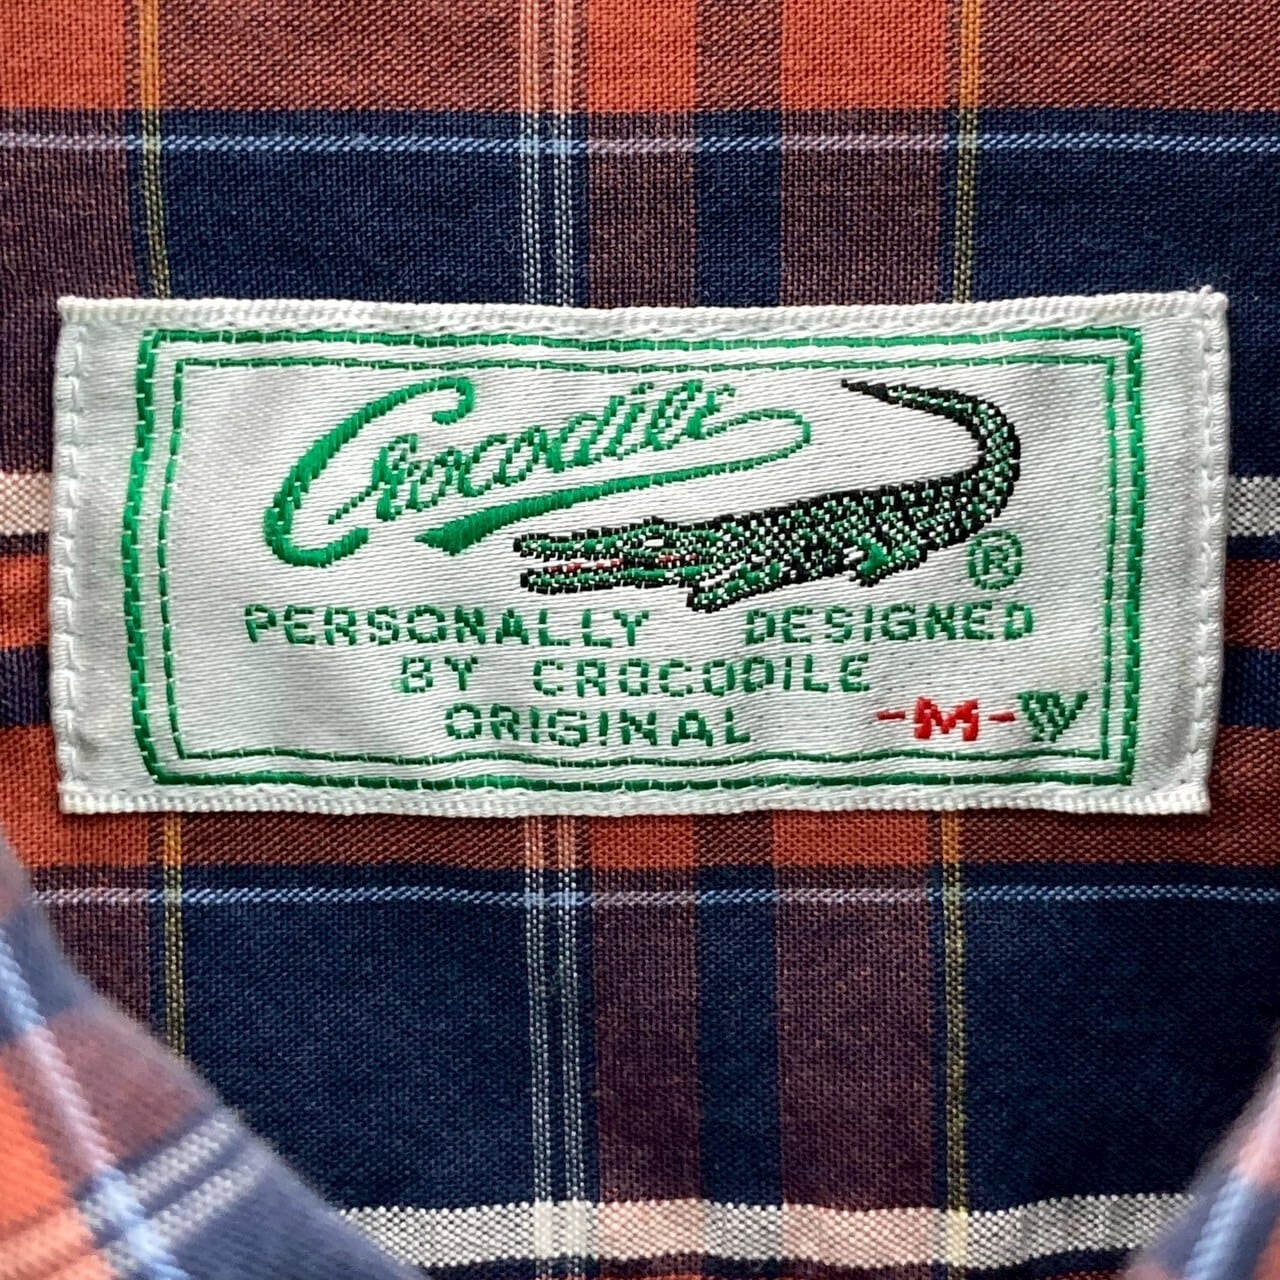 Crocodile
®
PERSONALLY DESIGNED
BY CROCODILE
ORIGINAL -M-W